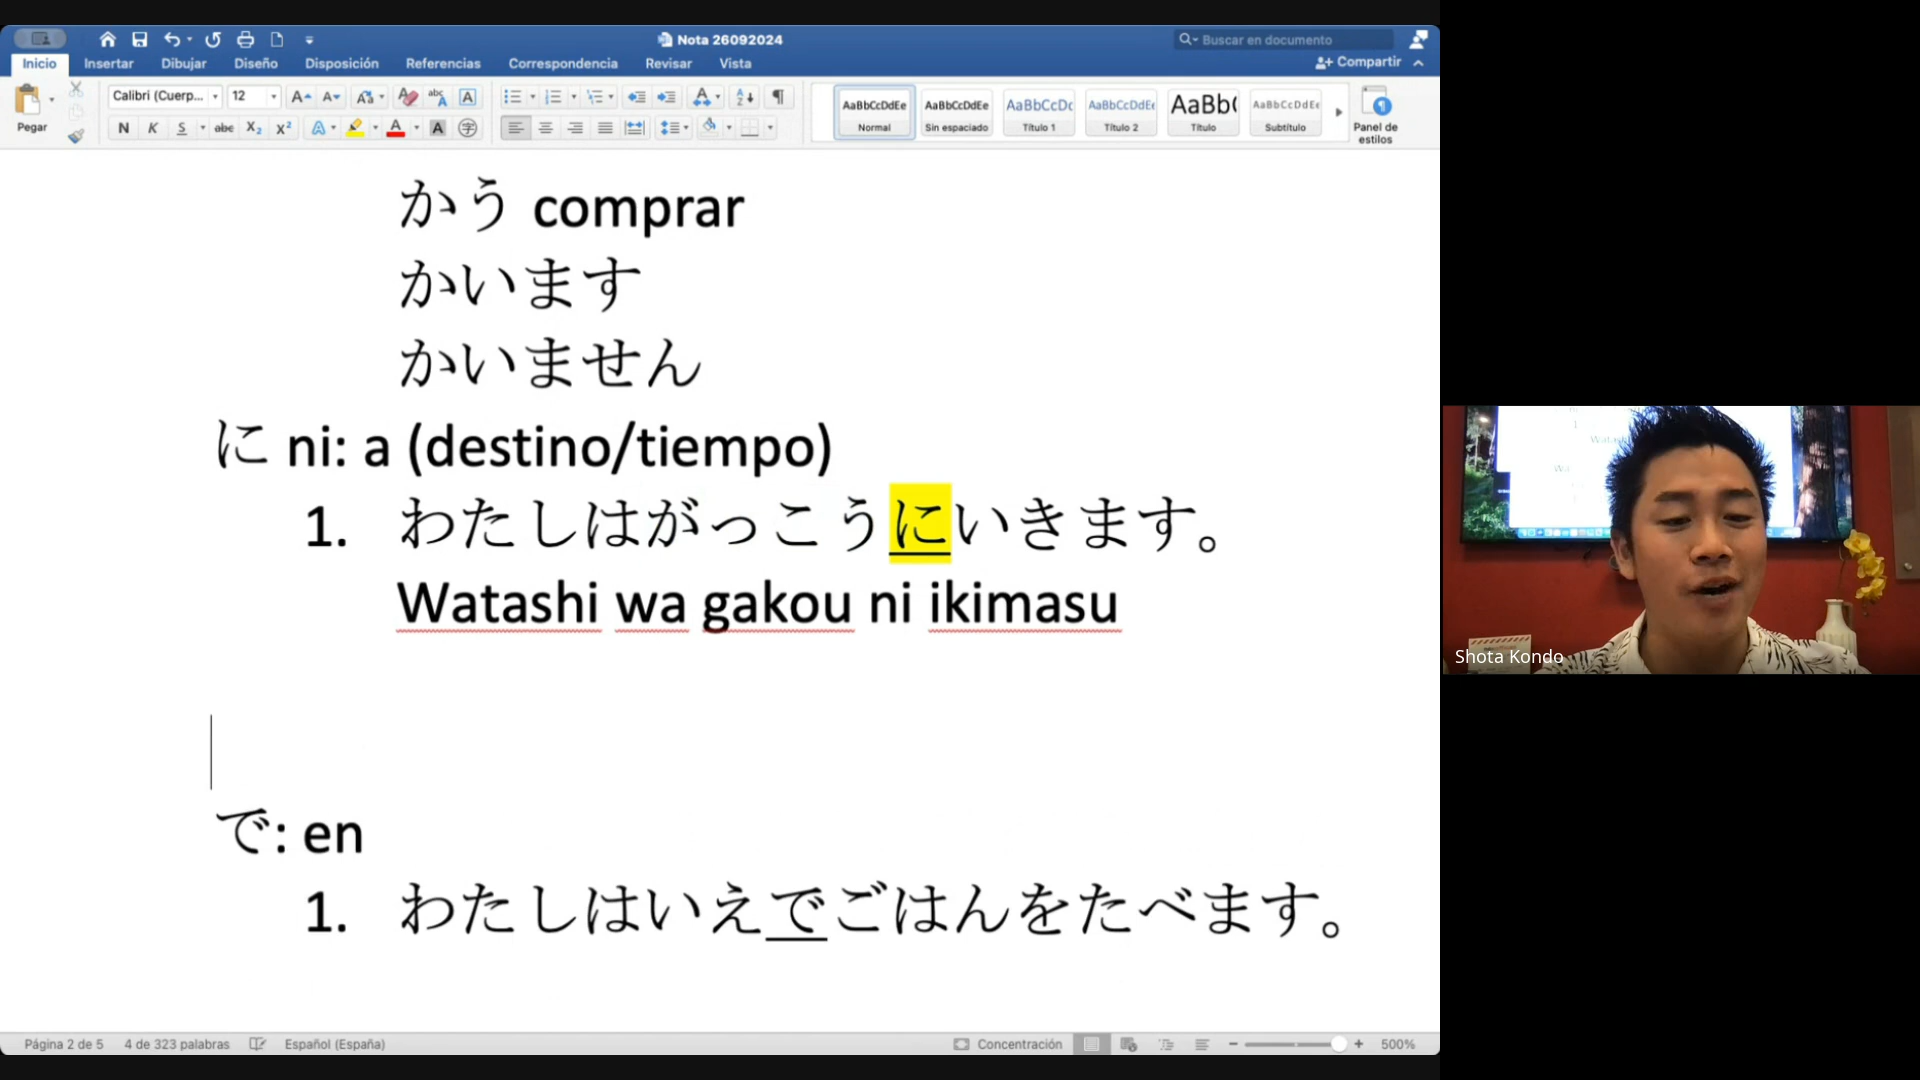 Nota 26092024
Buscar en documento
Inicio Insertar Dibujar Diseño Disposición Referencias Correspondencia Revisar Vista
Compartir
Pegar
Calibri (Cuerp... 12
N K S abc X₂ X²
AaBbCcDdEe Normal
AaBbCcDdEe Sin espaciado
AaBbCcDc Título 1
AaBbCcDdEe Título 2
AaBb( Título
AaBbCcDdEe Subtítulo
Panel de estilos
かう comprar
かいます
かいません
に ni: a (destino/tiempo)
1. わたしはがっこうにいきます。
Watashi wa gakou ni ikimasu
で: en
1. わたしはいえでごはんをたべます。
Shota Kondo
Página 2 de 5 4 de 323 palabras Español (España)
Concentración 500%